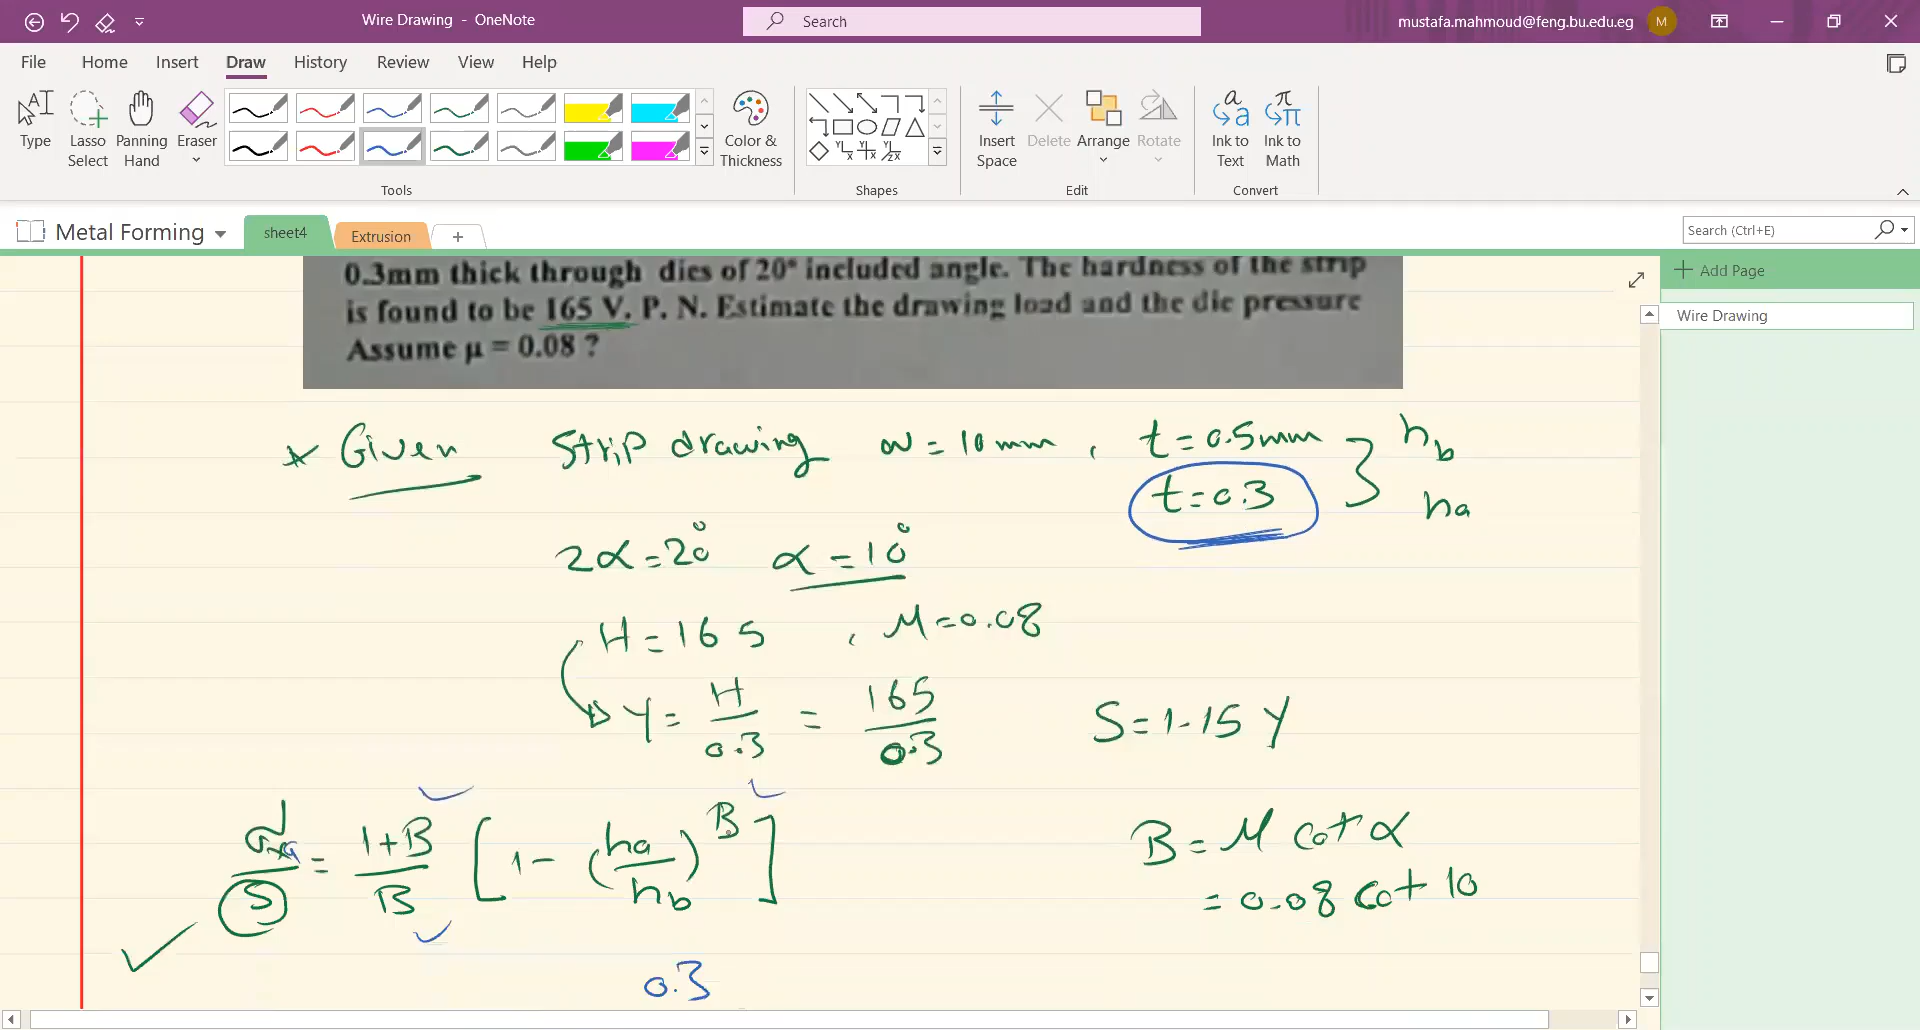 Wire Drawing - OneNote
Search
mustafa.mahmoud@feng.bu.edu.eg
M
File Home Insert Draw History Review View Help
Type
Lasso Select
Panning Hand
Eraser
Color & Thickness
Insert Space
Delete
Arrange
Rotate
Ink to Text
Ink to Math
Tools
Shapes
Edit
Convert
Metal Forming
sheet4
Extrusion
+
Search (Ctrl+E)
Add Page
Wire Drawing
0.3mm thick through dies of 20° included angle. The hardness of the strip
is found to be 165 V. P. N. Estimate the drawing load and the die pressure
Assume μ = 0.08 ?
* Given Strip drawing w = 10 mm , t = 0.5mm } hb
t = 0.3 ha
2α = 20° α = 10°
H = 165 , M = 0.08
Y = H/0.3 = 165/0.3 S = 1.15 Y
σxa/S = 1+B/B [1 - (ha/hb)^B] B = M cot α
= 0.08 cot 10
0.3